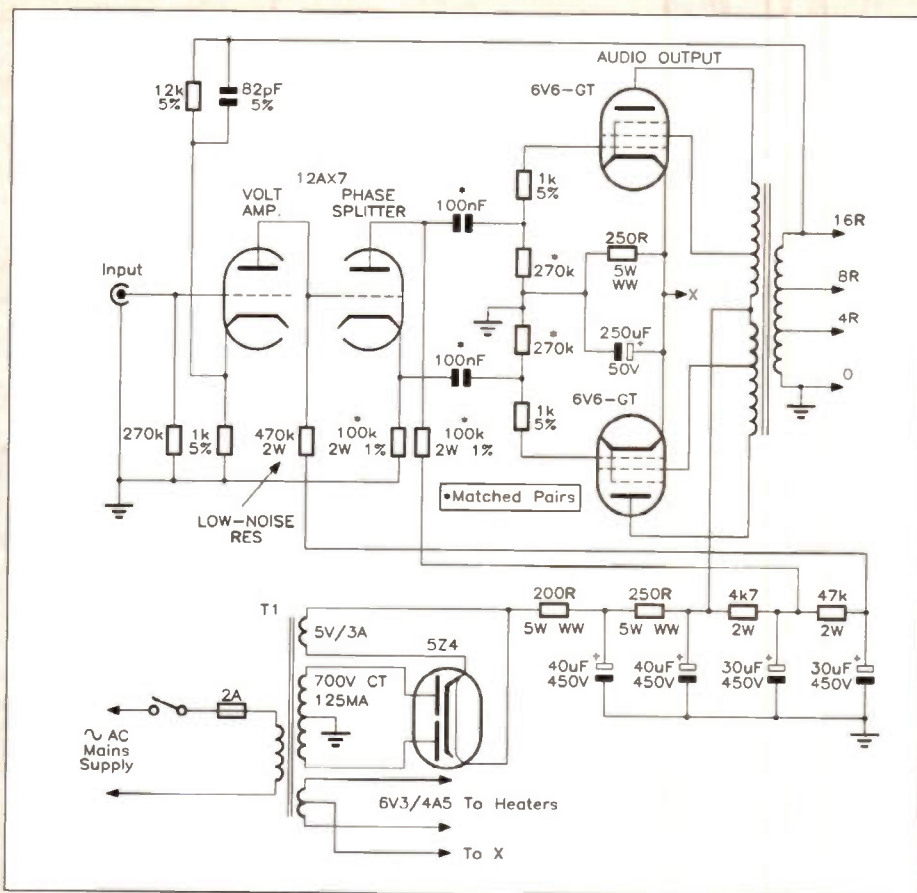 AUDIO OUTPUT
6V6-GT
12k
5%
82pF
5%
12AX7
VOLT
AMP.
PHASE
SPLITTER
*
100nF
1k
5%
*
270k
250R
5W
WW
X
16R
8R
4R
0
Input
*
100nF
*
270k
250uF
+
50V
6V6-GT
1k
5%
270k
1k
5%
470k
2W
*
100k
2W 1%
*
100k
2W 1%
*Matched Pairs
LOW-NOISE
RES
T1
5V/3A
5Z4
200R
5W WW
250R
5W WW
4k7
2W
47k
2W
700V CT
125MA
2A
+
40uF
450V
+
40uF
450V
+
30uF
450V
+
30uF
450V
~ AC
Mains
Supply
6V3/4A5 To Heaters
To X